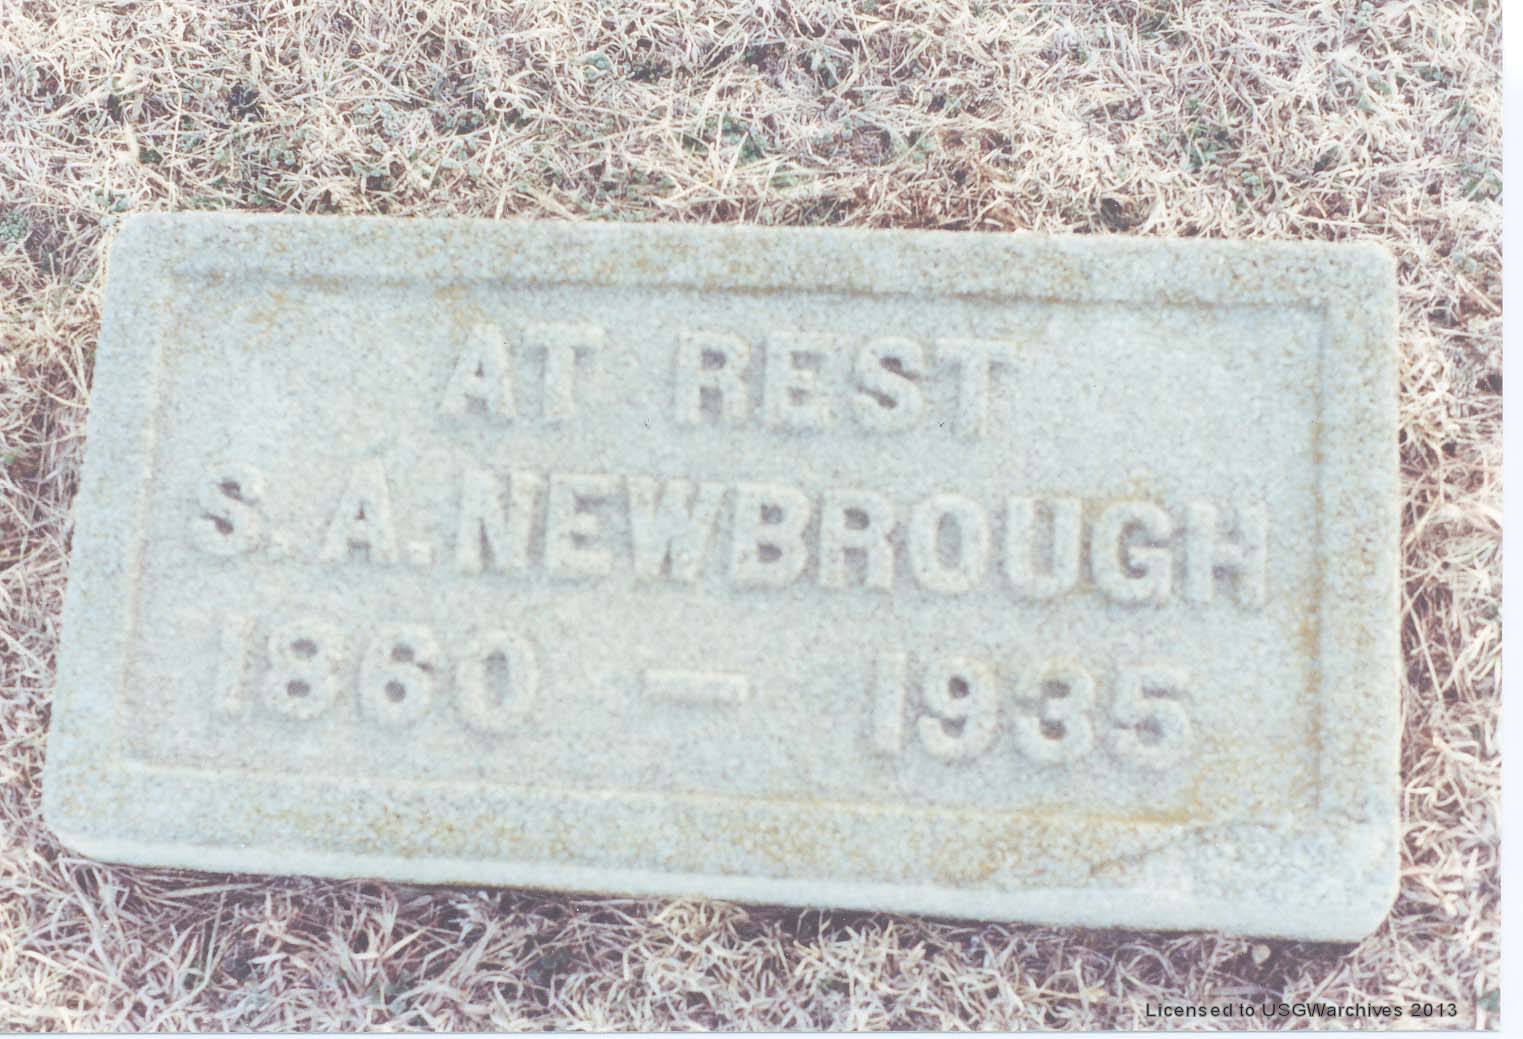 AT REST
S. A. NEWBROUGH
1860 — 1935
Licensed to USGWarchives 2013